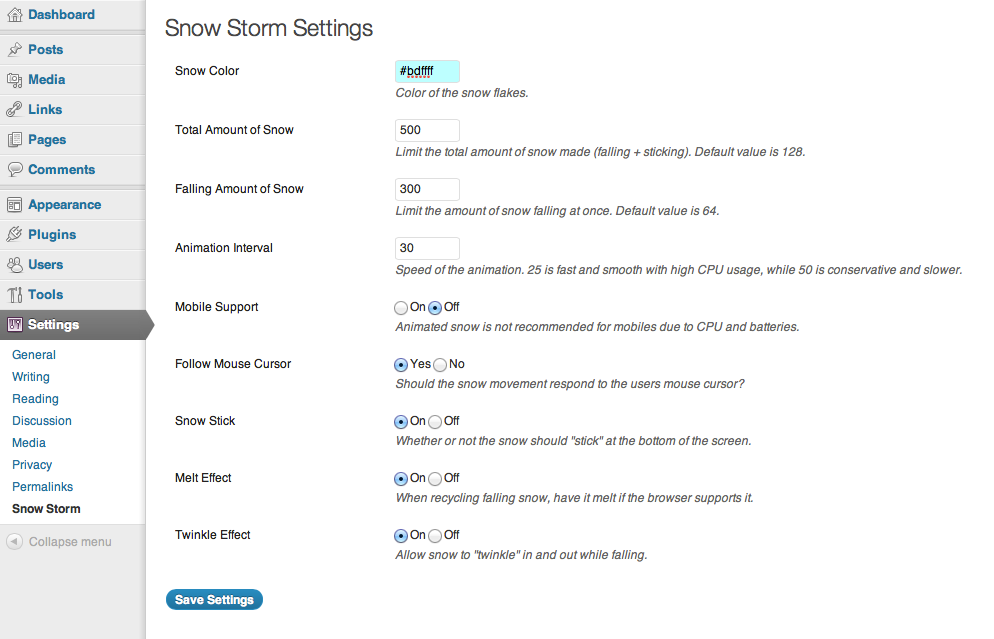 Dashboard
Posts
Media
Links
Pages
Comments
Appearance
Plugins
Users
Tools
Settings
General
Writing
Reading
Discussion
Media
Privacy
Permalinks
Snow Storm
Collapse menu
Snow Storm Settings
Snow Color
#bdffff
Color of the snow flakes.
Total Amount of Snow
500
Limit the total amount of snow made (falling + sticking). Default value is 128.
Falling Amount of Snow
300
Limit the amount of snow falling at once. Default value is 64.
Animation Interval
30
Speed of the animation. 25 is fast and smooth with high CPU usage, while 50 is conservative and slower.
Mobile Support
On Off
Animated snow is not recommended for mobiles due to CPU and batteries.
Follow Mouse Cursor
Yes No
Should the snow movement respond to the users mouse cursor?
Snow Stick
On Off
Whether or not the snow should "stick" at the bottom of the screen.
Melt Effect
On Off
When recycling falling snow, have it melt if the browser supports it.
Twinkle Effect
On Off
Allow snow to "twinkle" in and out while falling.
Save Settings